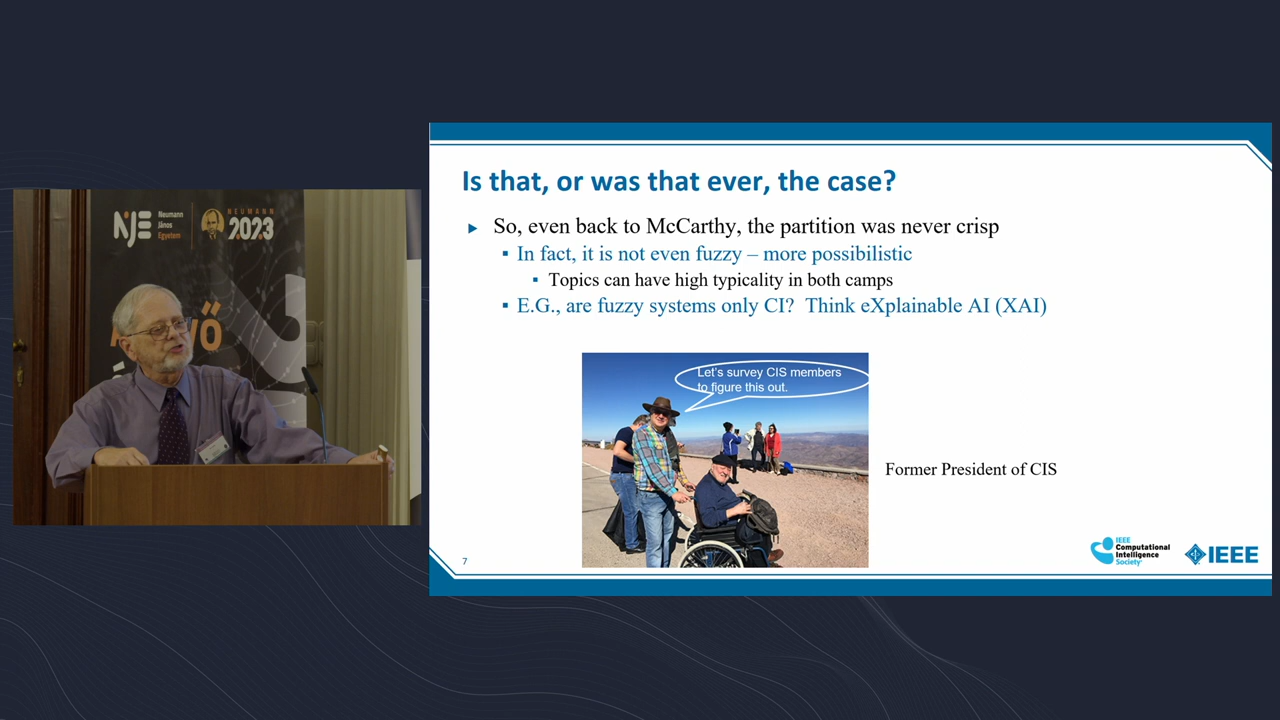 NJE
Neumann
János
Egyetem
NEUMANN
2023
Is that, or was that ever, the case?
So, even back to McCarthy, the partition was never crisp
In fact, it is not even fuzzy – more possibilistic
Topics can have high typicality in both camps
E.G., are fuzzy systems only CI? Think eXplainable AI (XAI)
Let's survey CIS members
to figure this out.
Former President of CIS
7
IEEE
Computational
Intelligence
Society
IEEE